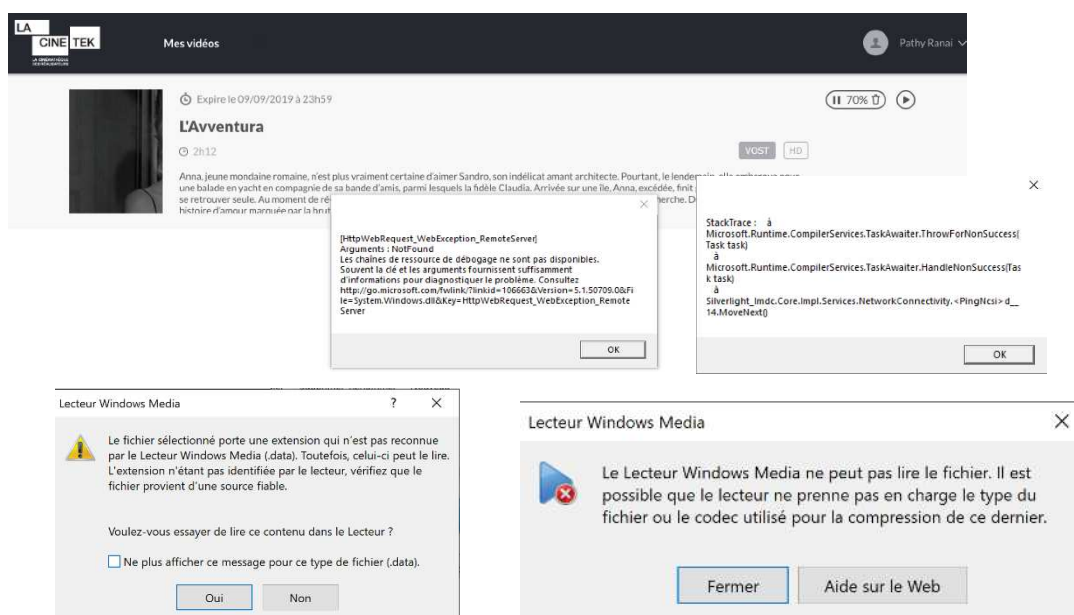 LA
CINE TEK
Mes vidéos
Pathy Ranai
Expire le 09/09/2019 à 23h59
70%
L'Avventura
2h12
VOST HD
Anna, jeune mondaine romaine, n'est plus vraiment certaine d'aimer Sandro, son indélicat amant architecte. Pourtant, le lendemain, elle embarque pour
une balade en yacht en compagnie de sa bande d'amis, parmi lesquels la fidèle Claudia. Arrivée sur une île, Anna, excédée, finit
se retrouver seule. Au moment de ré
herche. D
histoire d'amour marquée par la brut
[HttpWebRequest_WebException_RemoteServer]
Arguments : NotFound
Les chaînes de ressource de débogage ne sont pas disponibles.
Souvent la clé et les arguments fournissent suffisamment
d'informations pour diagnostiquer le problème. Consultez
http://go.microsoft.com/fwlink/?linkid=106663&Version=5.1.50709.0&Fi
le=System.Windows.dll&Key=HttpWebRequest_WebException_Remote
Server
OK
StackTrace : à
Microsoft.Runtime.CompilerServices.TaskAwaiter.ThrowForNonSuccess(
Task task)
à
Microsoft.Runtime.CompilerServices.TaskAwaiter.HandleNonSuccess(Tas
k task)
à
Silverlight_lmdc.Core.Impl.Services.NetworkConnectivity.<PingNcsi>d__
14.MoveNext()
OK
Lecteur Windows Media
Le fichier sélectionné porte une extension qui n'est pas reconnue
par le Lecteur Windows Media (.data). Toutefois, celui-ci peut le lire.
L'extension n'étant pas identifiée par le lecteur, vérifiez que le
fichier provient d'une source fiable.
Voulez-vous essayer de lire ce contenu dans le Lecteur ?
Ne plus afficher ce message pour ce type de fichier (.data).
Oui Non
Lecteur Windows Media
Le Lecteur Windows Media ne peut pas lire le fichier. Il est
possible que le lecteur ne prenne pas en charge le type du
fichier ou le codec utilisé pour la compression de ce dernier.
Fermer Aide sur le Web